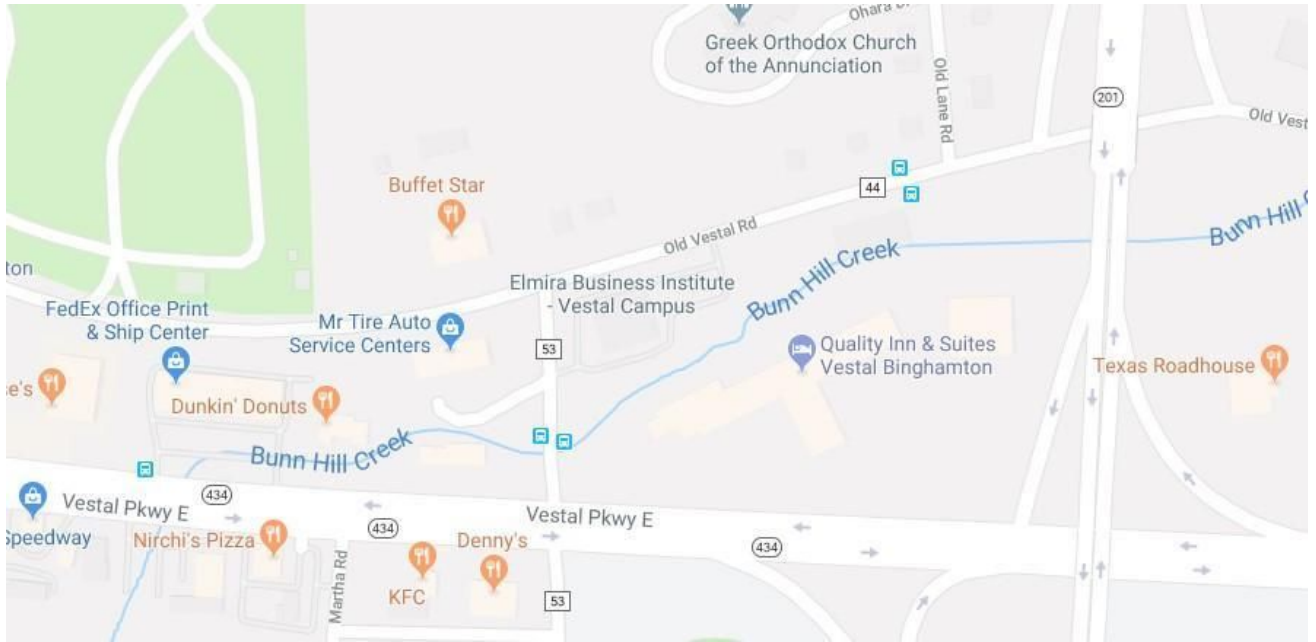 Greek Orthodox Church
of the Annunciation
Ohara D
Old Lane Rd
201
Old Vest
Buffet Star
44
Old Vestal Rd
Bunn Hill C
Bunn Hill Creek
ton
Elmira Business Institute
- Vestal Campus
FedEx Office Print
& Ship Center
Mr Tire Auto
Service Centers
53
Quality Inn & Suites
Vestal Binghamton
Texas Roadhouse
e's
Dunkin' Donuts
Bunn Hill Creek
434
Vestal Pkwy E
Vestal Pkwy E
434
434
Speedway
Nirchi's Pizza
Martha Rd
KFC
Denny's
53